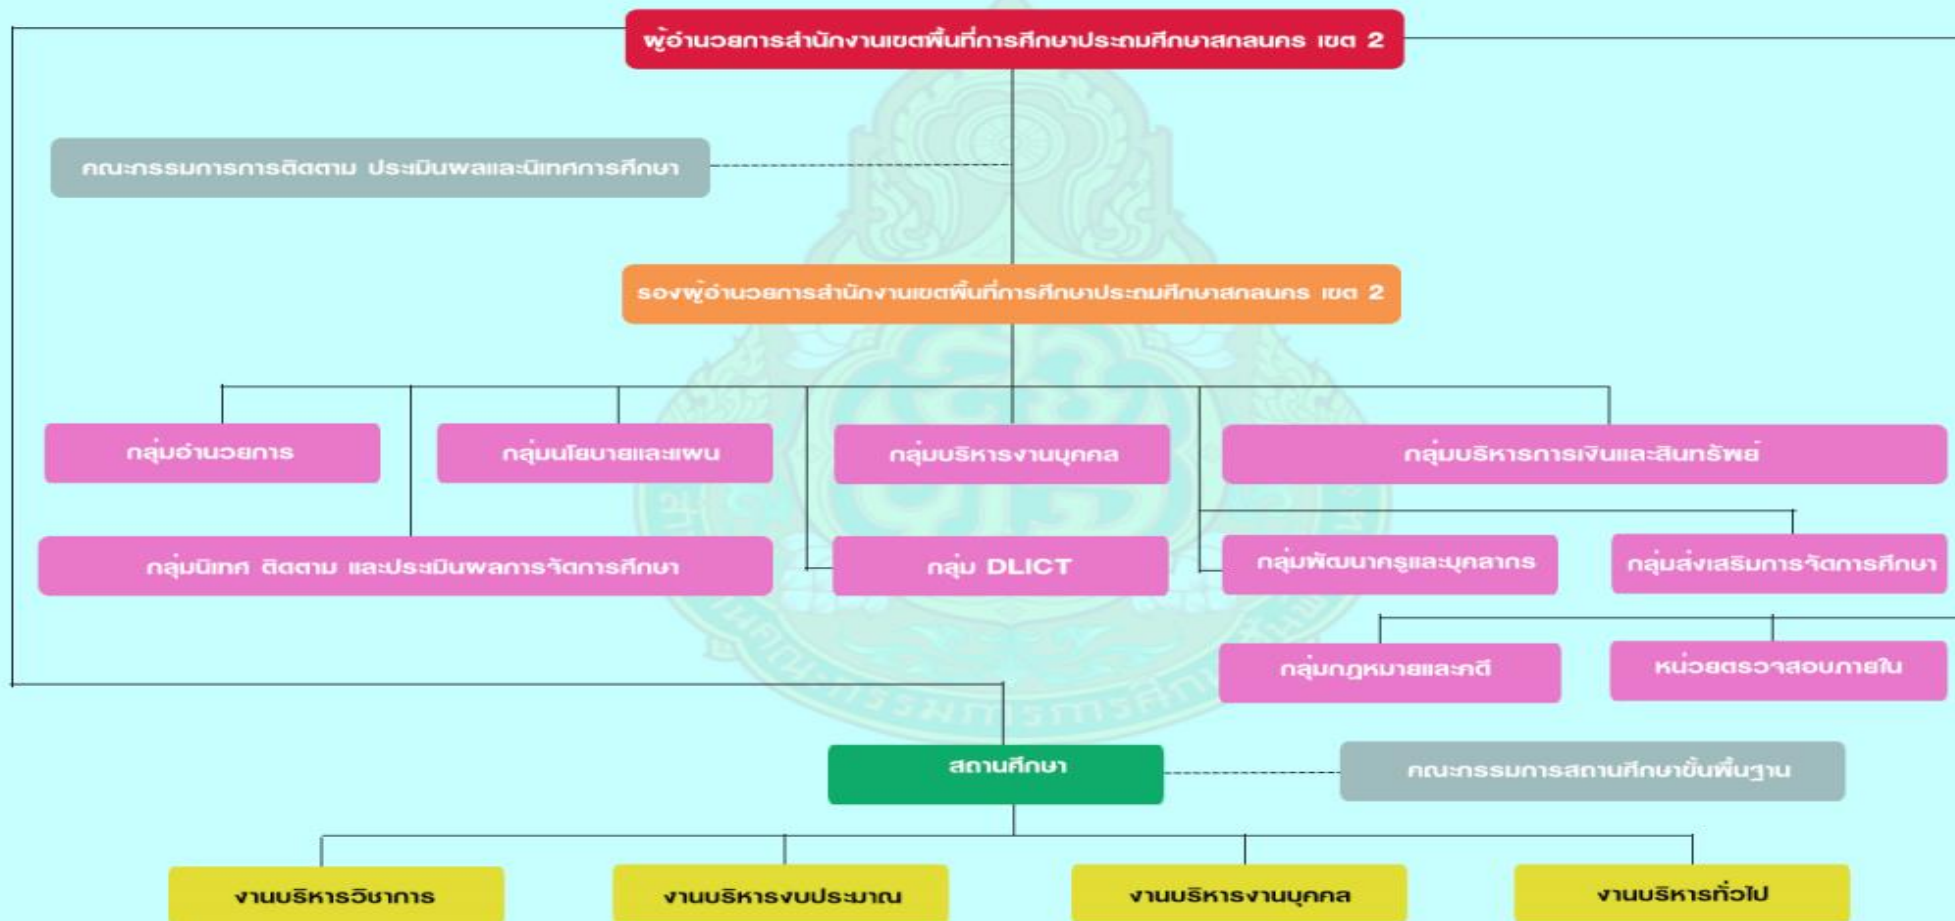 ผู้อำนวยการสำนักงานเขตพื้นที่การศึกษาประถมศึกษาสกลนคร เขต 2
คณะกรรมการการติดตาม ประเมินผลและนิเทศการศึกษา
รองผู้อำนวยการสำนักงานเขตพื้นที่การศึกษาประถมศึกษาสกลนคร เขต 2
กลุ่มอำนวยการ
กลุ่มนโยบายและแผน
กลุ่มบริหารงานบุคคล
กลุ่มบริหารการเงินและสินทรัพย์
กลุ่มนิเทศ ติดตาม และประเมินผลการจัดการศึกษา
กลุ่ม DLICT
กลุ่มพัฒนาครูและบุคลากร
กลุ่มส่งเสริมการจัดการศึกษา
กลุ่มกฎหมายและคดี
หน่วยตรวจสอบภายใน
สถานศึกษา
คณะกรรมการสถานศึกษาขั้นพื้นฐาน
งานบริหารวิชาการ
งานบริหารงบประมาณ
งานบริหารงานบุคคล
งานบริหารทั่วไป